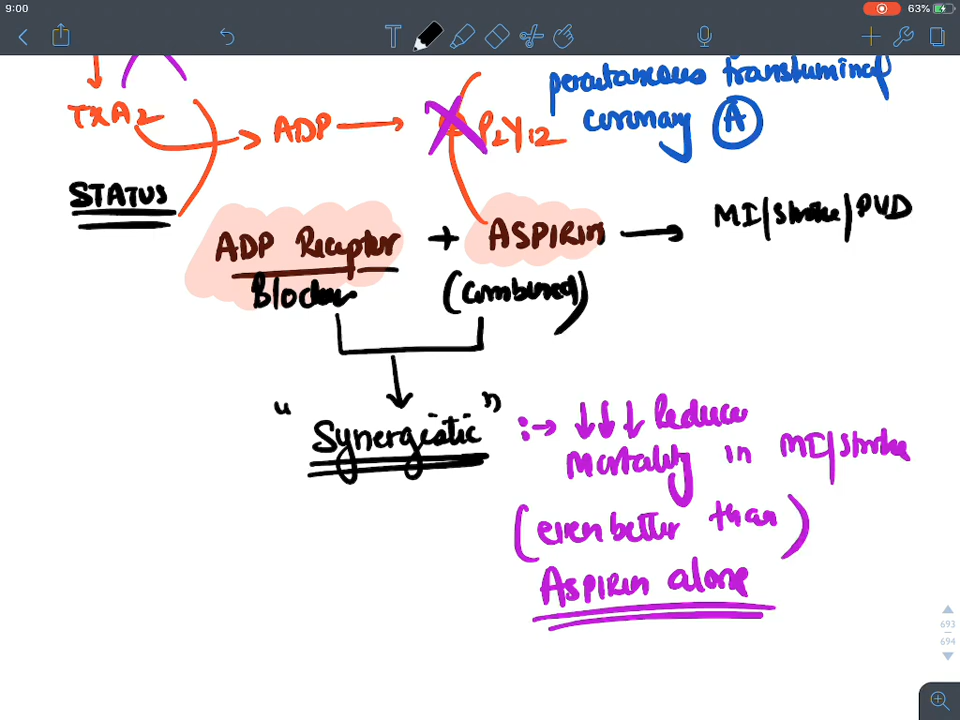 9:00
63%
T
percutaneous transluminal
coronary A
TXA2
ADP
P2Y12
STATUS
ADP Receptor + ASPIRIN
MI/Stroke/PVD
Blocker
(Combined)
"Synergistic"
:→ ↓↓↓ Reduce
Mortality in MI/Stroke
(even better than)
Aspirin alone
693
694